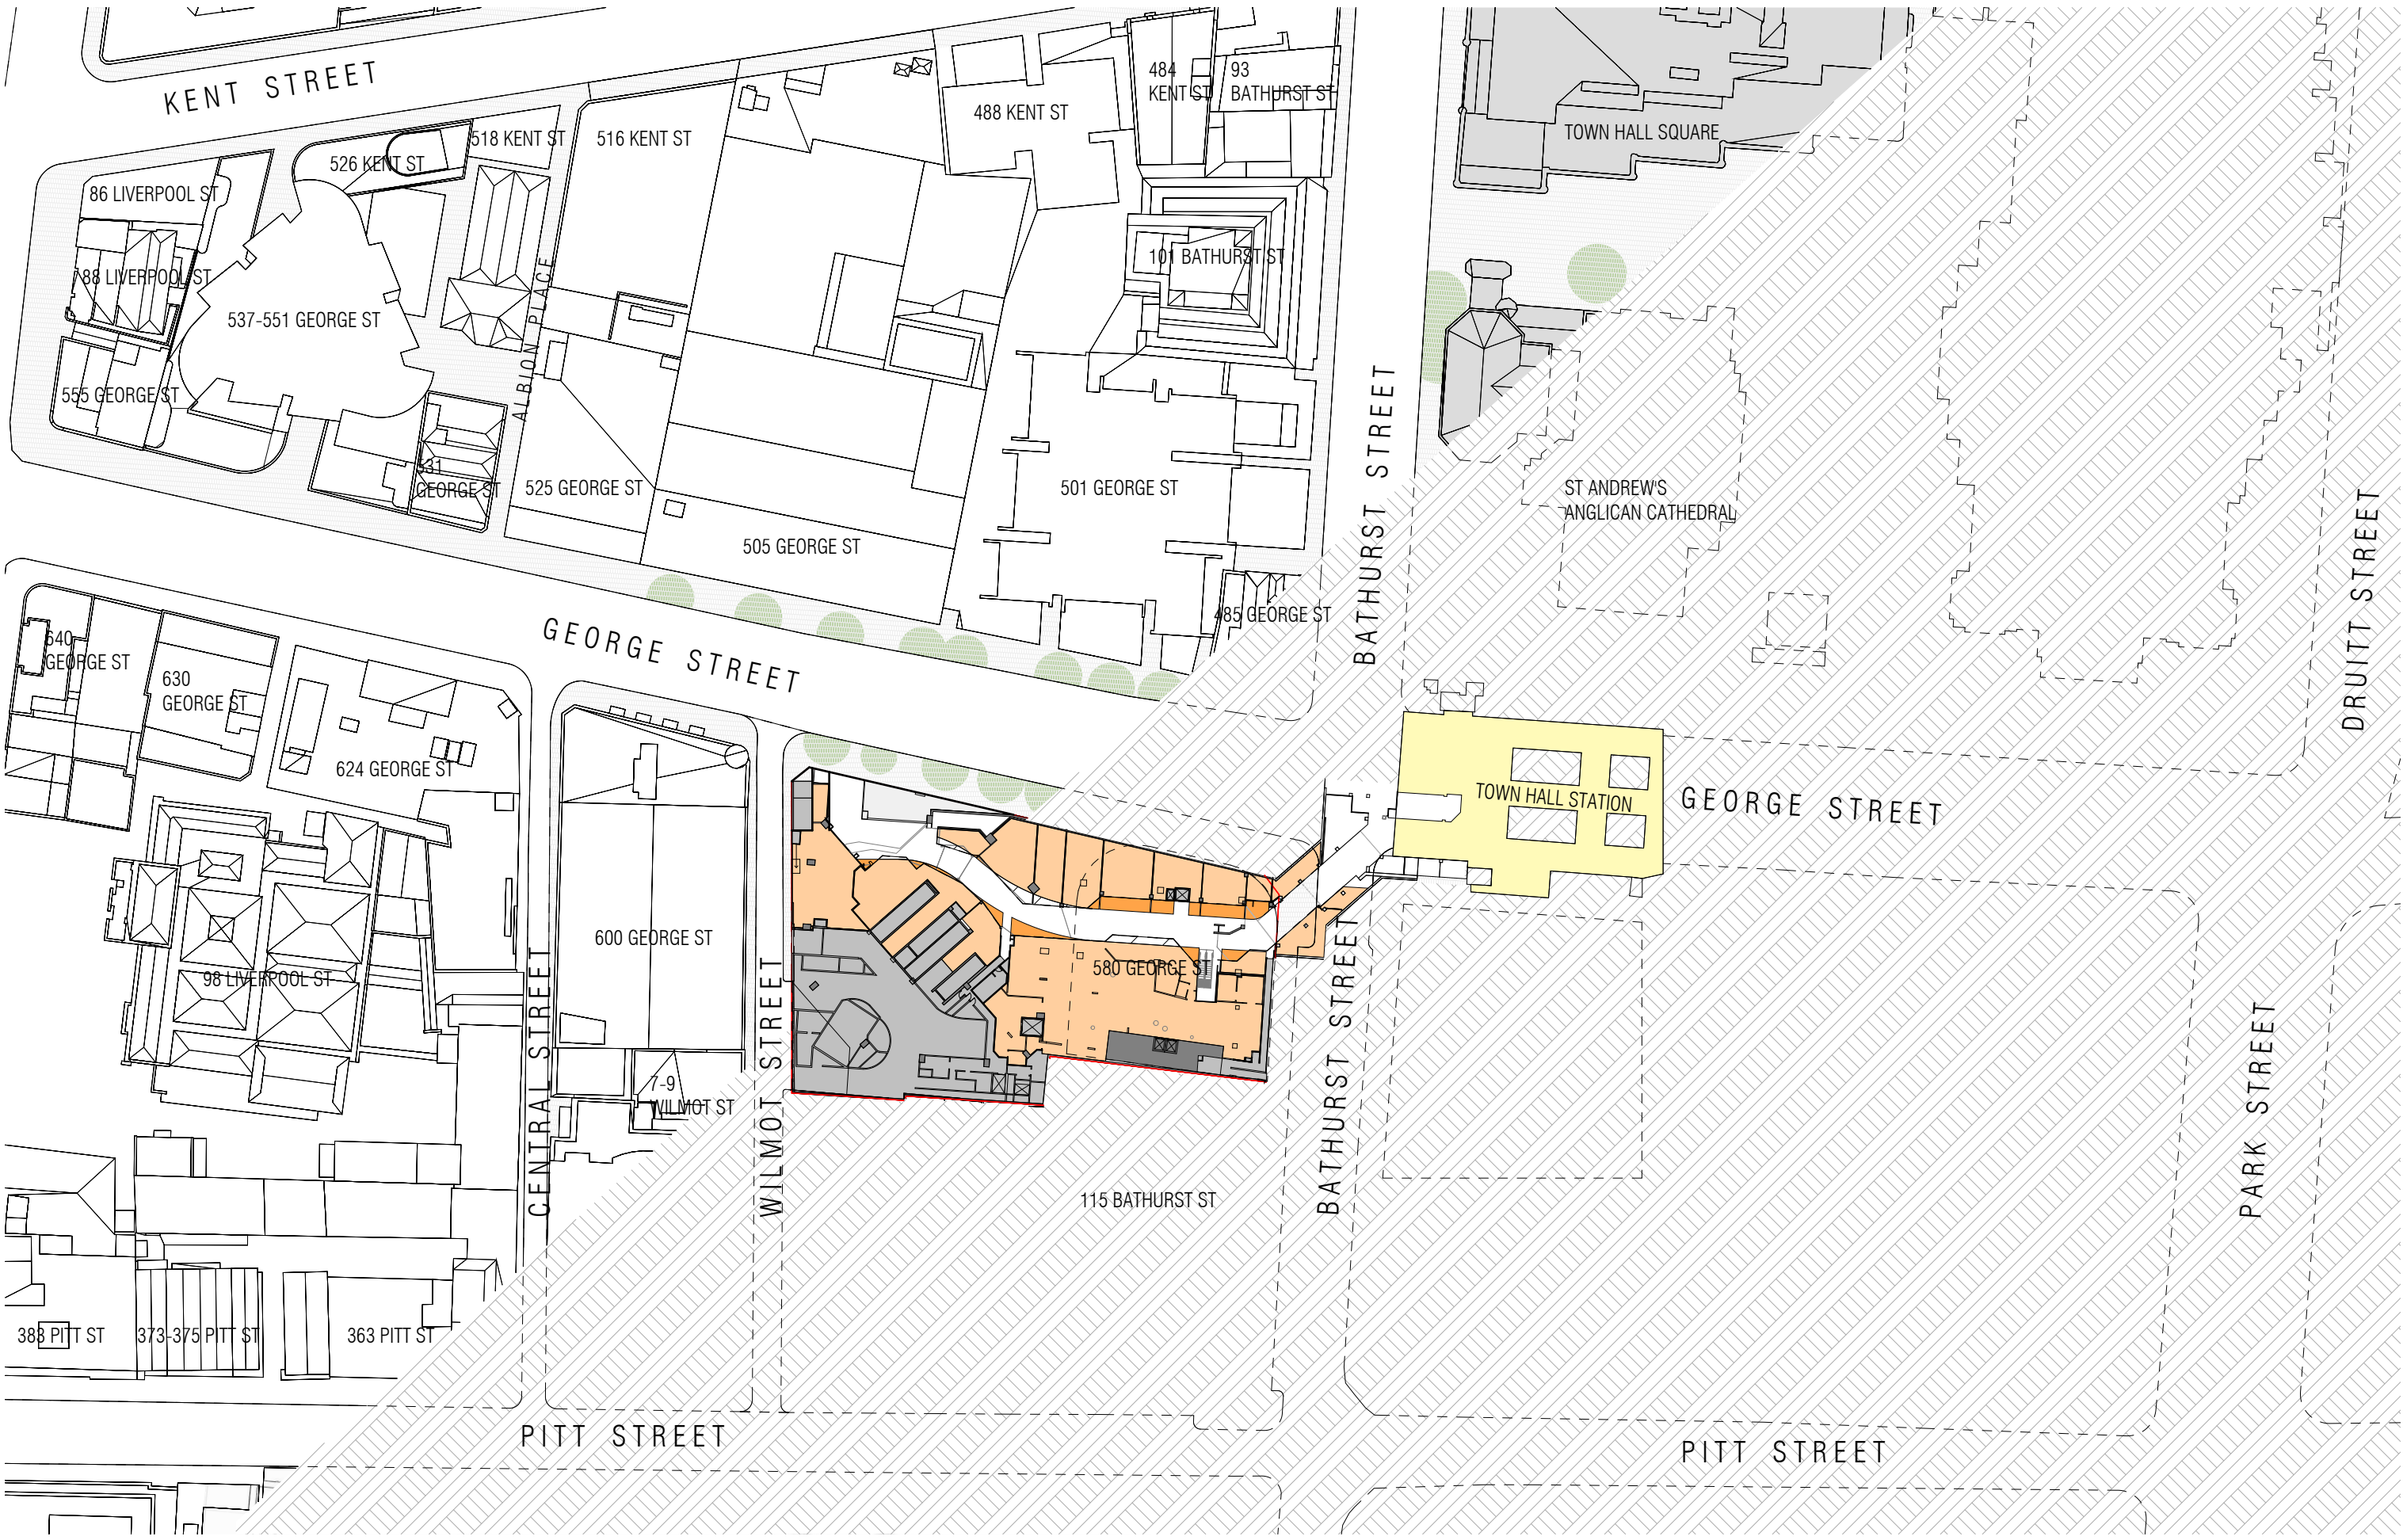 KENT STREET
484
KENT ST
93
BATHURST ST
488 KENT ST
518 KENT ST
516 KENT ST
TOWN HALL SQUARE
526 KENT ST
86 LIVERPOOL ST
101 BATHURST ST
88 LIVERPOOL ST
537-551 GEORGE ST
ALBION PLACE
555 GEORGE ST
BATHURST STREET
531
GEORGE ST
525 GEORGE ST
501 GEORGE ST
ST ANDREW'S
ANGLICAN CATHEDRAL
505 GEORGE ST
DRUITT STREET
485 GEORGE ST
640
GEORGE ST
GEORGE STREET
630
GEORGE ST
624 GEORGE ST
TOWN HALL STATION
GEORGE STREET
600 GEORGE ST
580 GEORGE ST
98 LIVERPOOL ST
CENTRAL STREET
WILMOT STREET
BATHURST STREET
PARK STREET
7-9
WILMOT ST
115 BATHURST ST
383 PITT ST
373-375 PITT ST
363 PITT ST
PITT STREET
PITT STREET